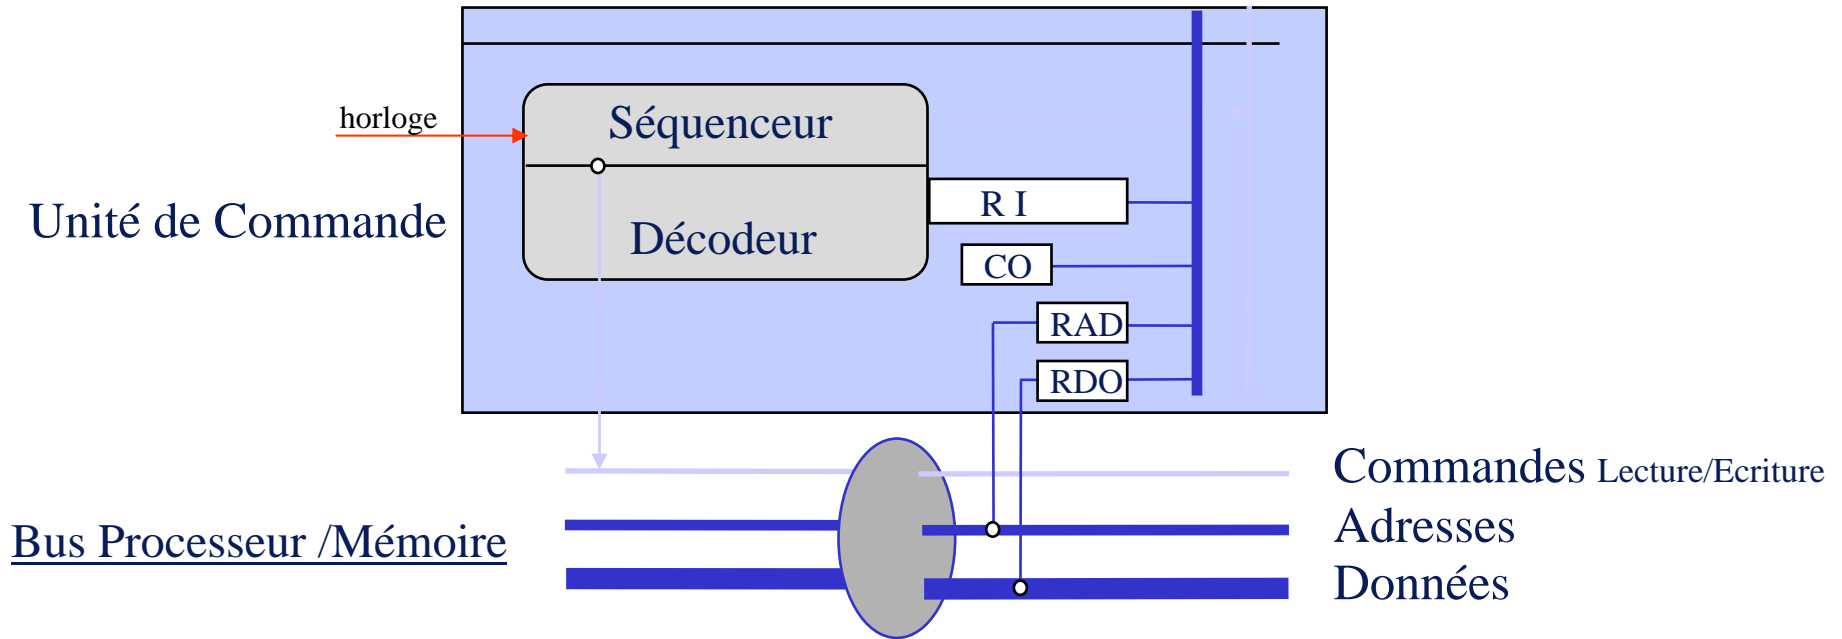 horloge
Séquenceur
Unité de Commande
Décodeur
R I
CO
RAD
RDO
Commandes Lecture/Ecriture
Bus Processeur /Mémoire
Adresses
Données